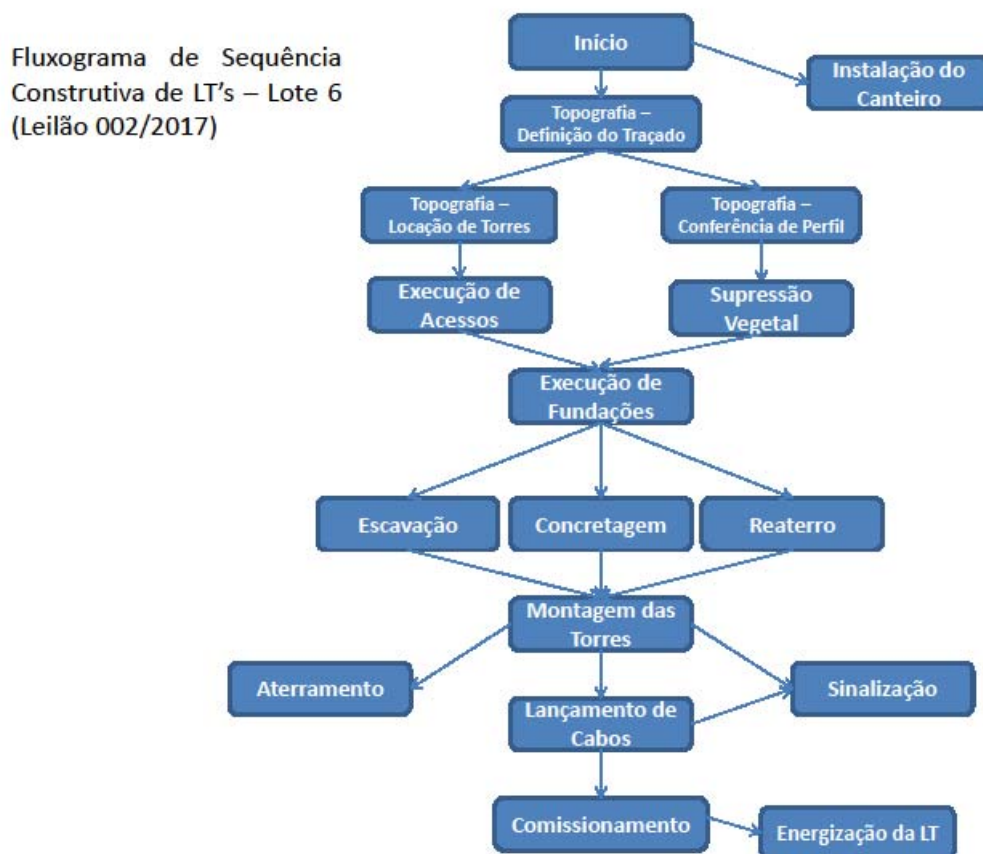 Fluxograma de Sequência
Construtiva de LT’s – Lote 6
(Leilão 002/2017)
Início
Instalação do
Canteiro
Topografia –
Definição do Traçado
Topografia –
Locação de Torres
Topografia –
Conferência de Perfil
Execução de
Acessos
Supressão
Vegetal
Execução de
Fundações
Escavação
Concretagem
Reaterro
Montagem das
Torres
Aterramento
Sinalização
Lançamento de
Cabos
Comissionamento
Energização da LT